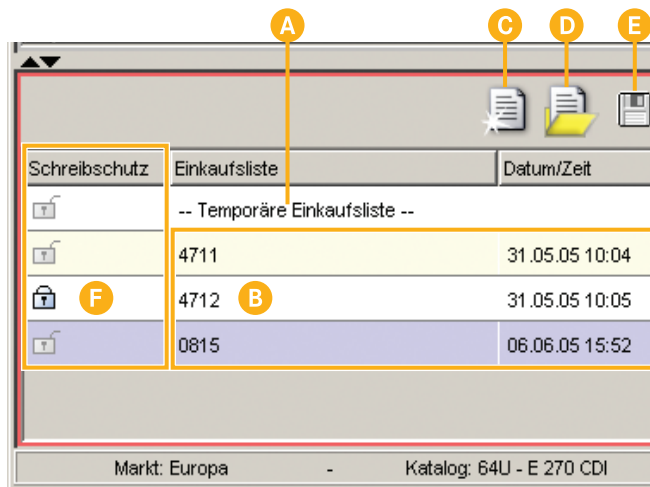 A C D E
Schreibschutz Einkaufsliste Datum/Zeit
-- Temporäre Einkaufsliste --
4711 31.05.05 10:04
F 4712 B 31.05.05 10:05
0815 06.06.05 15:52
Markt: Europa - Katalog: 64U - E 270 CDI